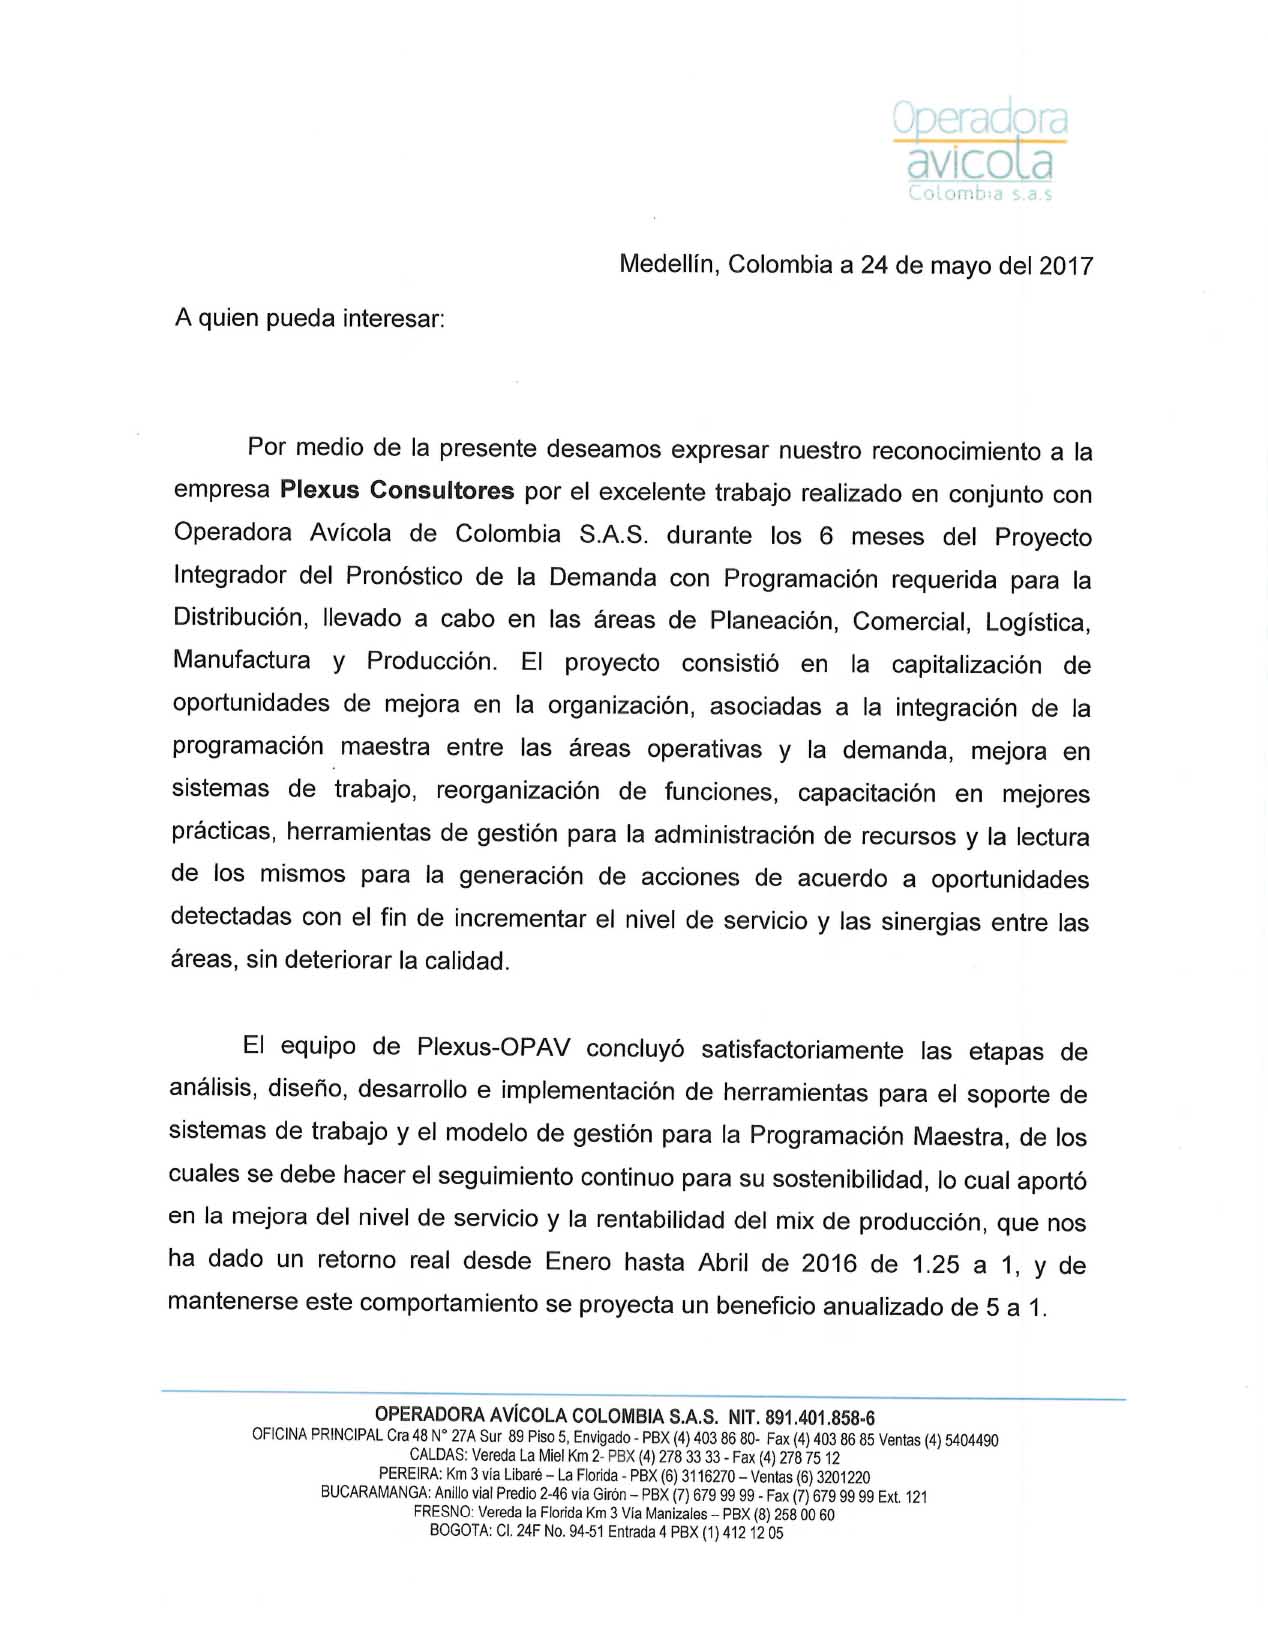 Operadora
avícola
Colombia s.a.s
Medellín, Colombia a 24 de mayo del 2017
A quien pueda interesar:
Por medio de la presente deseamos expresar nuestro reconocimiento a la
empresa Plexus Consultores por el excelente trabajo realizado en conjunto con
Operadora Avícola de Colombia S.A.S. durante los 6 meses del Proyecto
Integrador del Pronóstico de la Demanda con Programación requerida para la
Distribución, llevado a cabo en las áreas de Planeación, Comercial, Logística,
Manufactura y Producción. El proyecto consistió en la capitalización de
oportunidades de mejora en la organización, asociadas a la integración de la
programación maestra entre las áreas operativas y la demanda, mejora en
sistemas de trabajo, reorganización de funciones, capacitación en mejores
prácticas, herramientas de gestión para la administración de recursos y la lectura
de los mismos para la generación de acciones de acuerdo a oportunidades
detectadas con el fin de incrementar el nivel de servicio y las sinergias entre las
áreas, sin deteriorar la calidad.
El equipo de Plexus-OPAV concluyó satisfactoriamente las etapas de
análisis, diseño, desarrollo e implementación de herramientas para el soporte de
sistemas de trabajo y el modelo de gestión para la Programación Maestra, de los
cuales se debe hacer el seguimiento continuo para su sostenibilidad, lo cual aportó
en la mejora del nivel de servicio y la rentabilidad del mix de producción, que nos
ha dado un retorno real desde Enero hasta Abril de 2016 de 1.25 a 1, y de
mantenerse este comportamiento se proyecta un beneficio anualizado de 5 a 1.
OPERADORA AVÍCOLA COLOMBIA S.A.S. NIT. 891.401.858-6
OFICINA PRINCIPAL Cra 48 N° 27A Sur 89 Piso 5, Envigado - PBX (4) 403 86 80- Fax (4) 403 86 85 Ventas (4) 5404490
CALDAS: Vereda La Miel Km 2- PBX (4) 278 33 33 - Fax (4) 278 75 12
PEREIRA: Km 3 vía Libaré – La Florida - PBX (6) 3116270 – Ventas (6) 3201220
BUCARAMANGA: Anillo vial Predio 2-46 vía Girón – PBX (7) 679 99 99 - Fax (7) 679 99 99 Ext. 121
FRESNO: Vereda la Florida Km 3 Vía Manizales – PBX (8) 258 00 60
BOGOTA: Cl. 24F No. 94-51 Entrada 4 PBX (1) 412 12 05